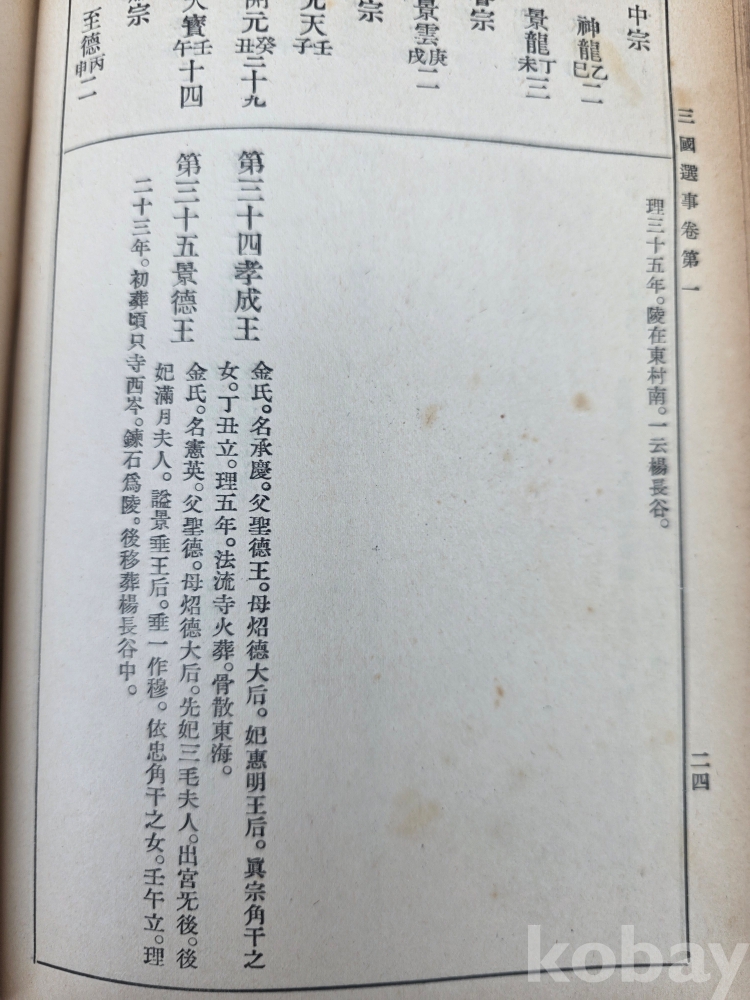 三國遺事卷第一
二四
中宗
神龍乙巳二
景龍丁未三
宗
景雲庚戌二
宗
先天壬子
開元癸丑二十九
天寶壬午十四
宗
至德丙申二
理三十五年。陵在東村南。一云楊長谷。
第三十四孝成王
金氏。名承慶。父聖德王。母炤德大后。妃惠明王后。眞宗角干之
女。丁丑立。理五年。法流寺火葬。骨散東海。
第三十五景德王
金氏。名憲英。父聖德。母炤德大后。先妃三毛夫人。出宮无後。後
妃滿月夫人。諡景垂王后。垂一作穆。依忠角干之女。壬午立。理
二十三年。初葬頃只寺西岑。鍊石爲陵。後移葬楊長谷中。
kobay